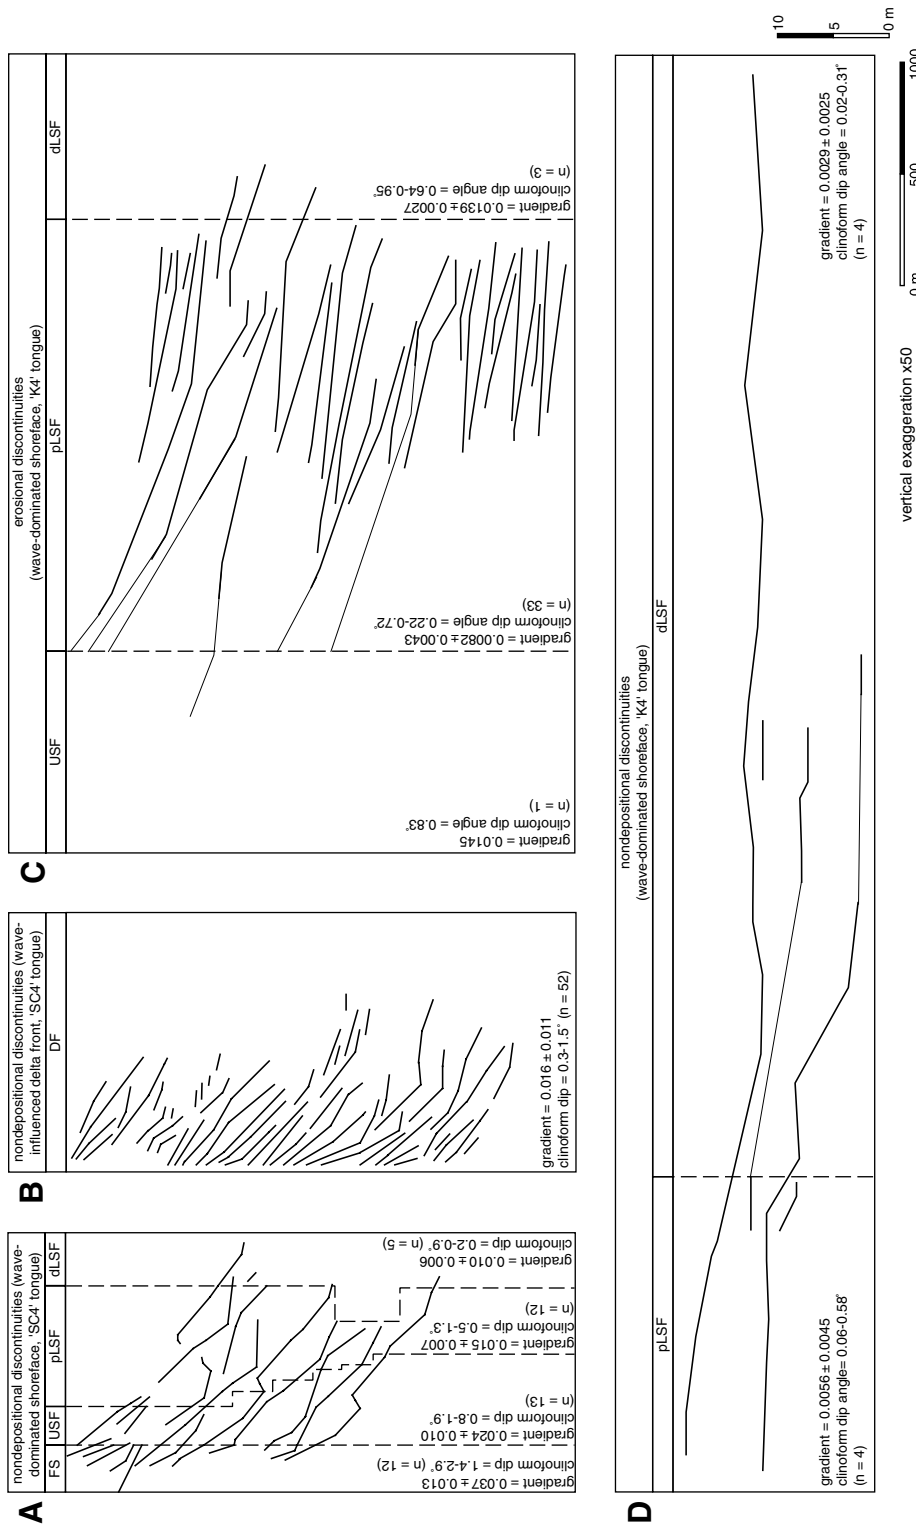 A
nondepositional discontinuities (wave-
dominated shoreface, 'SC4' tongue)
FS
USF
pLSF
dLSF
gradient = 0.037 ± 0.013
clinoform dip = 1.4-2.9° (n = 12)
gradient = 0.024 ± 0.010
clinoform dip = 0.8-1.9°
(n = 13)
gradient = 0.015 ± 0.007
clinoform dip = 0.5-1.3°
(n = 12)
gradient = 0.010 ± 0.006
clinoform dip = 0.2-0.9° (n = 5)
B
nondepositional discontinuities (wave-
influenced delta front, 'SC4' tongue)
DF
gradient = 0.016 ± 0.011
clinoform dip = 0.3-1.5° (n = 52)
C
erosional discontinuities
(wave-dominated shoreface, 'K4' tongue)
USF
pLSF
dLSF
gradient = 0.0145
clinoform dip angle = 0.83°
(n = 1)
gradient = 0.0082 ± 0.0043
clinoform dip angle = 0.22-0.72°
(n = 33)
gradient = 0.0139 ± 0.0027
clinoform dip angle = 0.64-0.95°
(n = 3)
D
nondepositional discontinuities
(wave-dominated shoreface, 'K4' tongue)
pLSF
dLSF
gradient = 0.0056 ± 0.0045
clinoform dip angle= 0.06-0.58°
(n = 4)
gradient = 0.0029 ± 0.0025
clinoform dip angle = 0.02-0.31°
(n = 4)
vertical exaggeration x50
10
5
0 m
0 m
500
1000